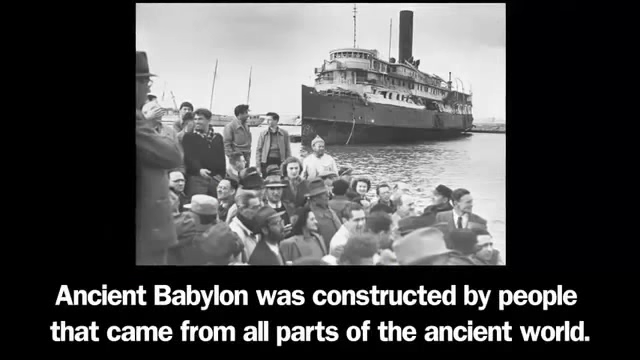 Ancient Babylon was constructed by people
that came from all parts of the ancient world.